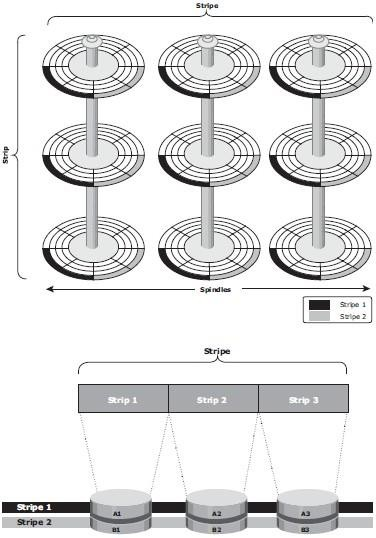 Stripe
Strip
Spindles
Stripe 1
Stripe 2
Stripe
Strip 1 Strip 2 Strip 3
Stripe 1 A1 A2 A3
Stripe 2 B1 B2 B3